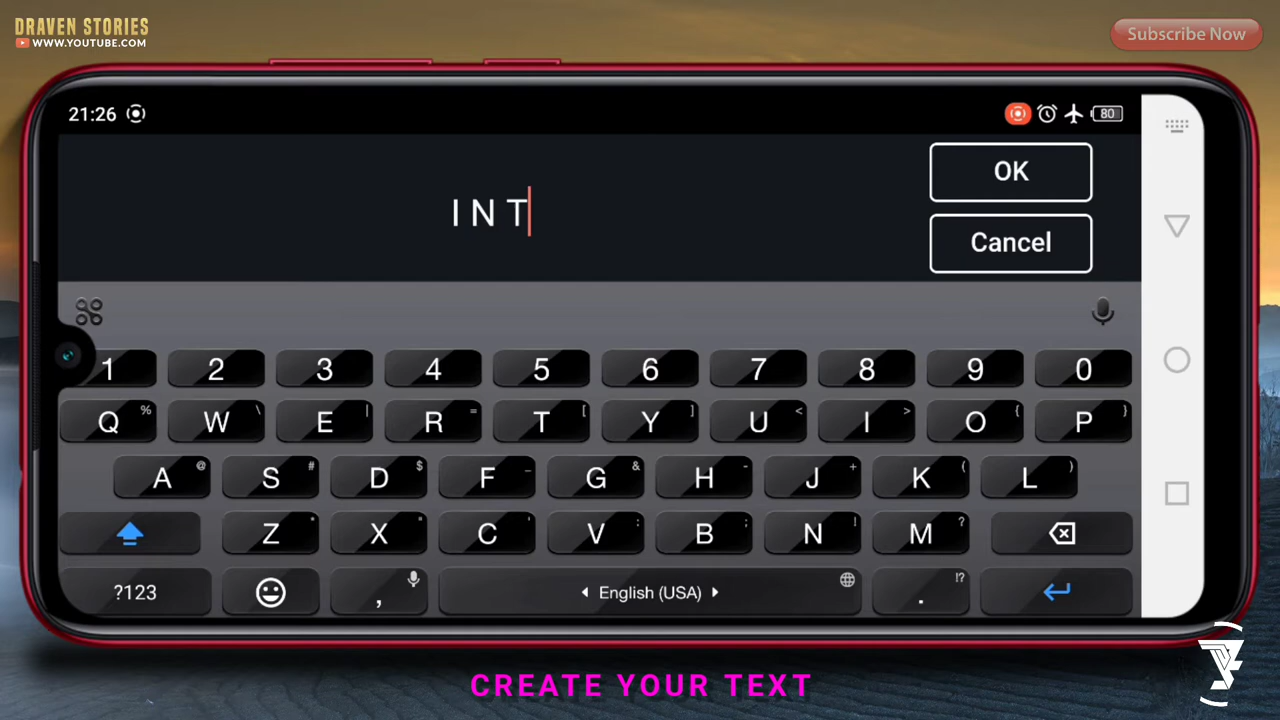 DRAVEN STORIES
WWW.YOUTUBE.COM
Subscribe Now
21:26
80
I N T
OK
Cancel
1 2 3 4 5 6 7 8 9 0
Q % W \ E | R = T [ Y ] U < I > O { P }
A @ S # D $ F _ G & H - J + K ( L )
Z * X " C ' V : B ; N ! M ?
?123 , English (USA) . !?
CREATE YOUR TEXT